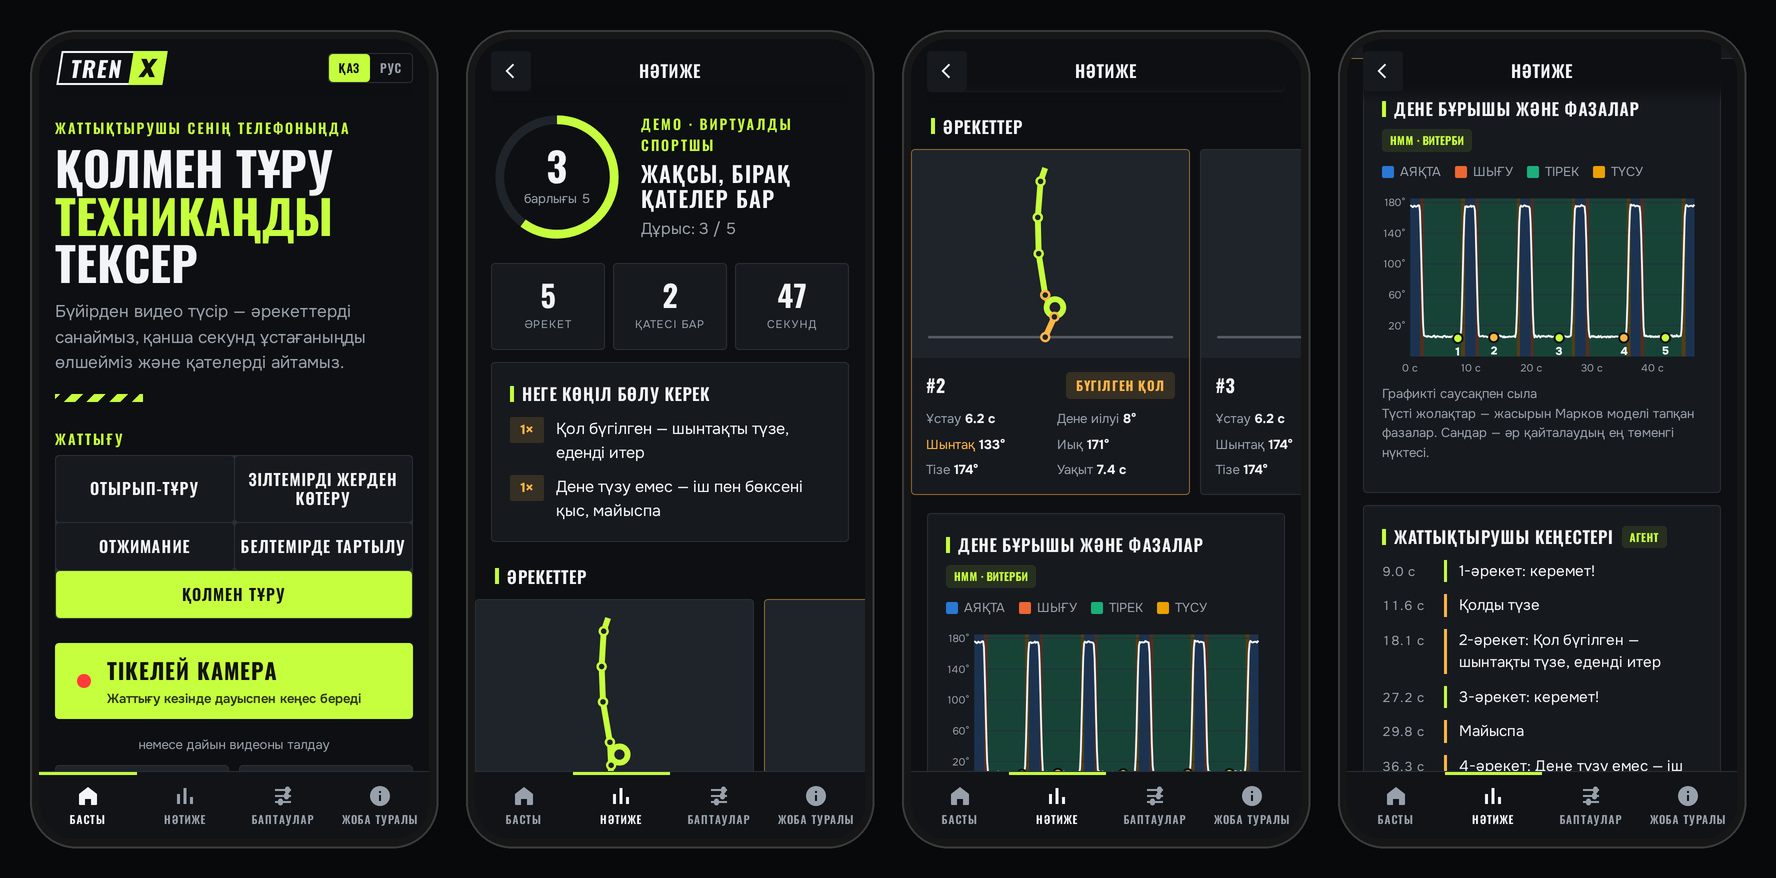 TREN X
ҚАЗ РУС
ЖАТТЫҚТЫРУШЫ СЕНІҢ ТЕЛЕФОНЫҢДА
ҚОЛМЕН ТҰРУ
ТЕХНИКАҢДЫ
ТЕКСЕР
Бүйірден видео түсір — әрекеттерді
санаймыз, қанша секунд ұстағаныңды
өлшейміз және қателерді айтамыз.
ЖАТТЫҒУ
ОТЫРЫП-ТҰРУ
ЗІЛТЕМІРДІ ЖЕРДЕН
КӨТЕРУ
ОТЖИМАНИЕ
БЕЛТЕМІРДЕ ТАРТЫЛУ
ҚОЛМЕН ТҰРУ
ТІКЕЛЕЙ КАМЕРА
Жаттығу кезінде дауыспен кеңес береді
немесе дайын видеоны талдау
БАСТЫ НӘТИЖЕ БАПТАУЛАР ЖОБА ТУРАЛЫ
НӘТИЖЕ
3
барлығы 5
ДЕМО · ВИРТУАЛДЫ
СПОРТШЫ
ЖАҚСЫ, БІРАҚ
ҚАТЕЛЕР БАР
Дұрыс: 3 / 5
5
ӘРЕКЕТ
2
ҚАТЕСІ БАР
47
СЕКУНД
НЕГЕ КӨҢІЛ БӨЛУ КЕРЕК
1× Қол бүгілген — шынтақты түзе,
еденді итер
1× Дене түзу емес — іш пен бөксені
қыс, майыспа
ӘРЕКЕТТЕР
БАСТЫ НӘТИЖЕ БАПТАУЛАР ЖОБА ТУРАЛЫ
НӘТИЖЕ
ӘРЕКЕТТЕР
#2 БҮГІЛГЕН ҚОЛ
Ұстау 6.2 с Дене иілуі 8°
Шынтақ 133° Иық 171°
Тізе 174° Уақыт 7.4 с
#3
Ұстау 6.2 с
Шынтақ 174°
Тізе 174°
ДЕНЕ БҰРЫШЫ ЖӘНЕ ФАЗАЛАР
НММ · ВИТЕРБИ
АЯҚТА ШЫҒУ ТІРЕК ТҮСУ
180°
140°
100°
60°
20°
БАСТЫ НӘТИЖЕ БАПТАУЛАР ЖОБА ТУРАЛЫ
НӘТИЖЕ
ДЕНЕ БҰРЫШЫ ЖӘНЕ ФАЗАЛАР
НММ · ВИТЕРБИ
АЯҚТА ШЫҒУ ТІРЕК ТҮСУ
180°
140°
100°
60°
20°
1 2 3 4 5
0 с 10 с 20 с 30 с 40 с
Графикті саусақпен сыла
Түсті жолақтар — жасырын Марков моделі тапқан
фазалар. Сандар — әр қайталаудың ең төменгі
нүктесі.
ЖАТТЫҚТЫРУШЫ КЕҢЕСТЕРІ АГЕНТ
9.0 с 1-әрекет: керемет!
11.6 с Қолды түзе
18.1 с 2-әрекет: Қол бүгілген —
шынтақты түзе, еденді итер
27.2 с 3-әрекет: керемет!
29.8 с Майыспа
36.3 с 4-әрекет: Дене түзу емес — іш
БАСТЫ НӘТИЖЕ БАПТАУЛАР ЖОБА ТУРАЛЫ